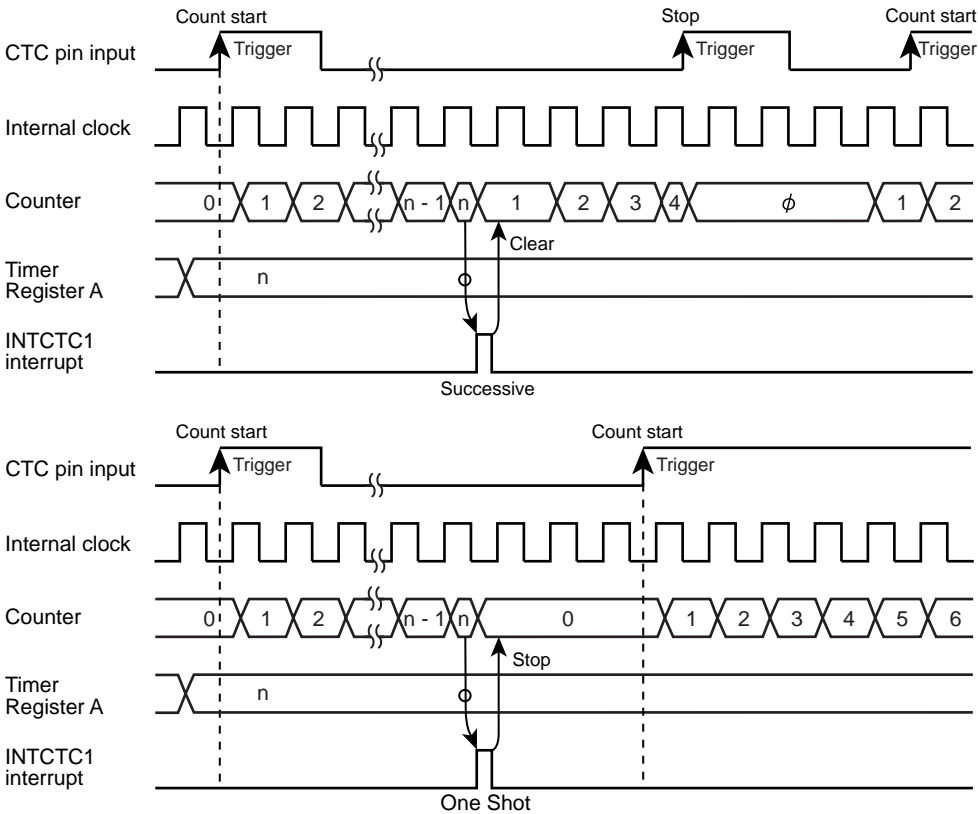 Count start Stop Count start
CTC pin input Trigger Trigger Trigger
Internal clock
Counter 0 1 2 n - 1 n 1 2 3 4 ϕ 1 2
Clear
Timer
Register A n
INTCTC1
interrupt
Successive
Count start Count start
CTC pin input Trigger Trigger
Internal clock
Counter 0 1 2 n - 1 n 0 1 2 3 4 5 6
Stop
Timer
Register A n
INTCTC1
interrupt
One Shot